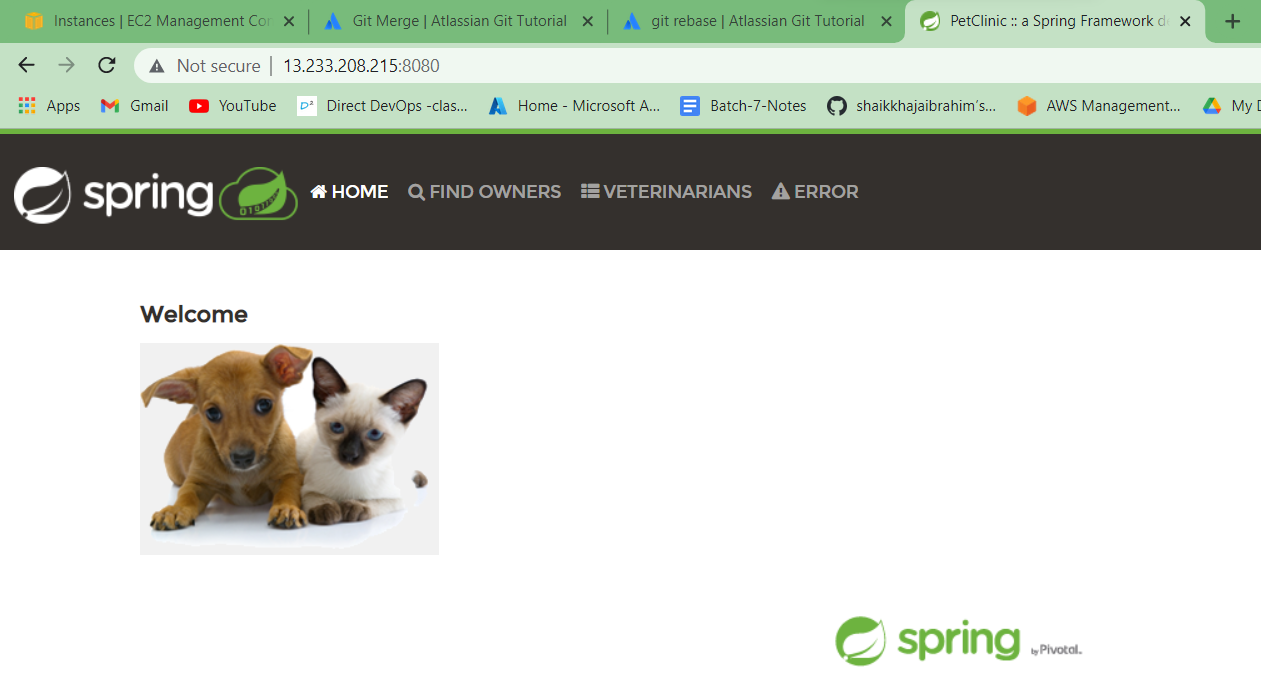 Instances | EC2 Management Con
Git Merge | Atlassian Git Tutorial
git rebase | Atlassian Git Tutorial
PetClinic :: a Spring Framework de
Not secure | 13.233.208.215:8080
Apps
Gmail
YouTube
Direct DevOps -clas...
Home - Microsoft A...
Batch-7-Notes
shaikkhajaibrahim's...
AWS Management...
My D
spring
HOME
FIND OWNERS
VETERINARIANS
ERROR
Welcome
spring by Pivotal.